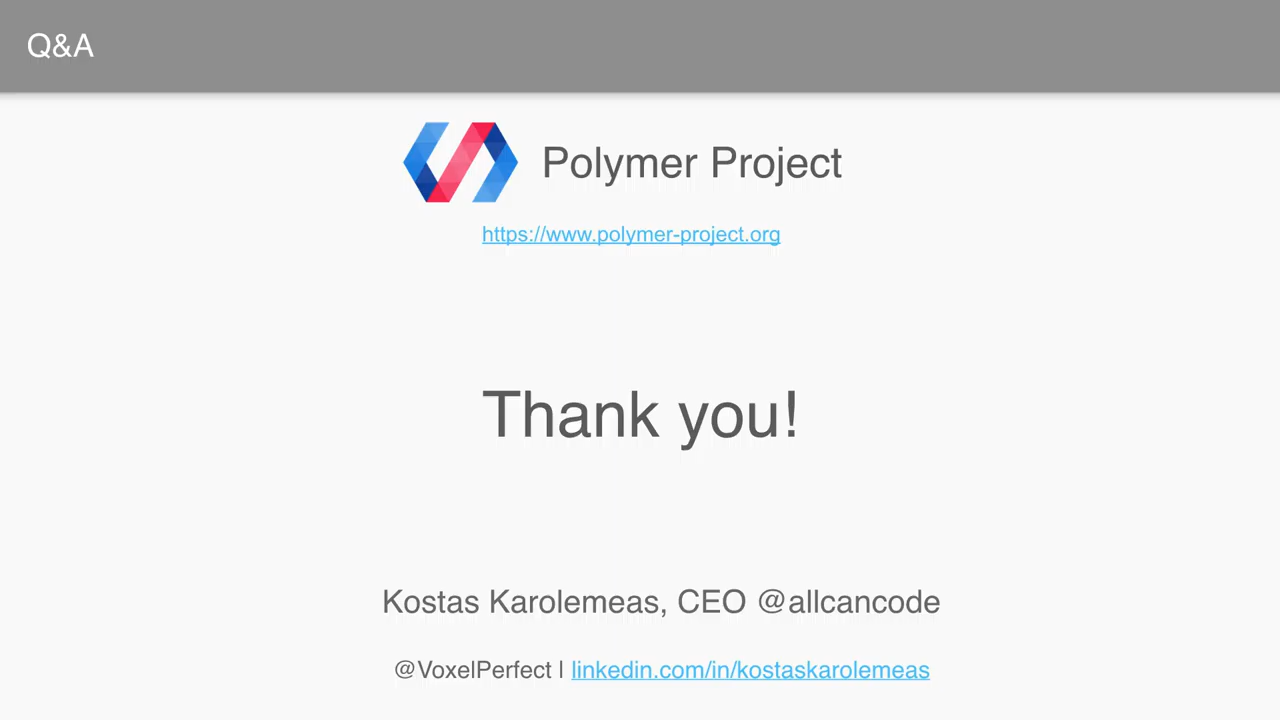 Q&A
Polymer Project
https://www.polymer-project.org
Thank you!
Kostas Karolemeas, CEO @allcancode
@VoxelPerfect | linkedin.com/in/kostaskarolemeas